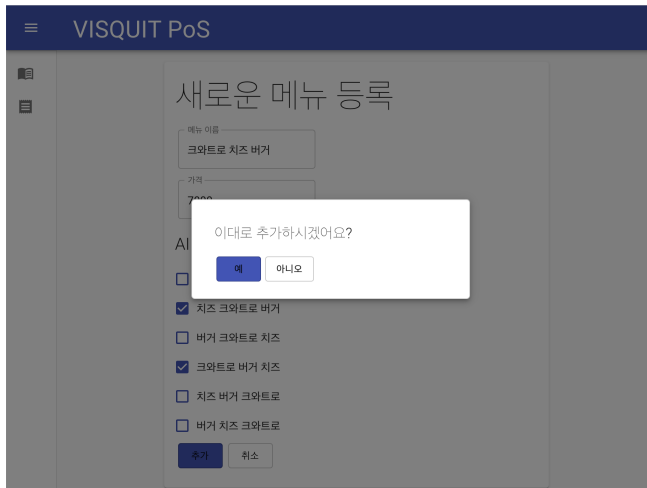 VISQUIT PoS
새로운 메뉴 등록
메뉴 이름
크와트로 치즈 버거
가격
이대로 추가하시겠어요?
AI
예
아니오
치즈 크와트로 버거
버거 크와트로 치즈
크와트로 버거 치즈
치즈 버거 크와트로
버거 치즈 크와트로
추가
취소